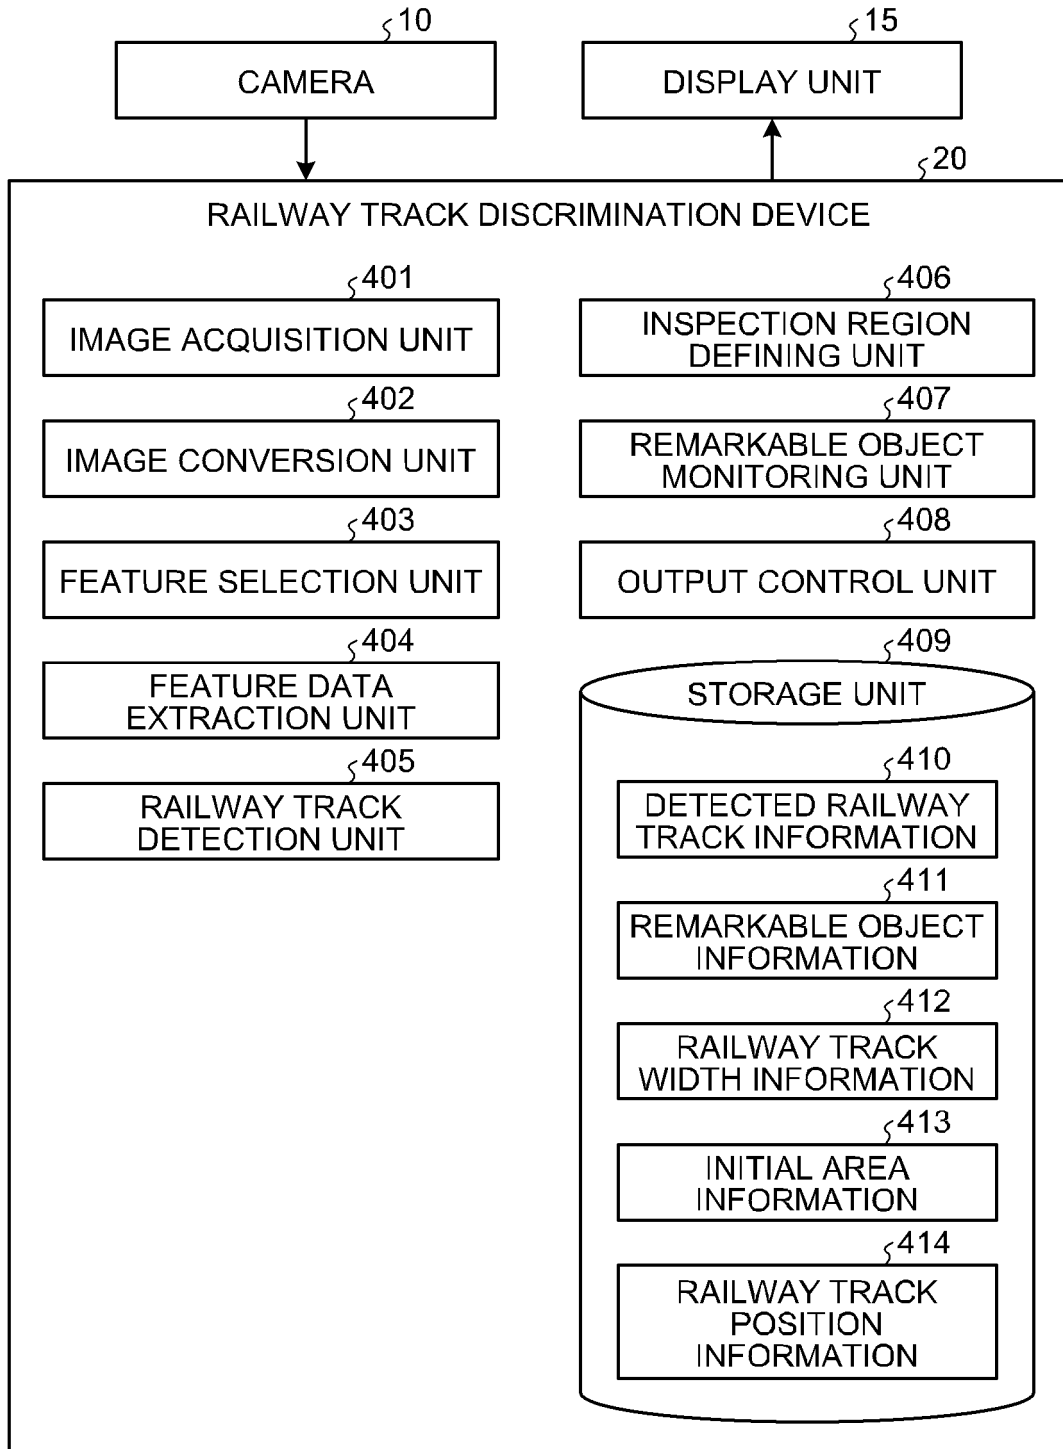 10
CAMERA
15
DISPLAY UNIT
20
RAILWAY TRACK DISCRIMINATION DEVICE
401
IMAGE ACQUISITION UNIT
402
IMAGE CONVERSION UNIT
403
FEATURE SELECTION UNIT
404
FEATURE DATA
EXTRACTION UNIT
405
RAILWAY TRACK
DETECTION UNIT
406
INSPECTION REGION
DEFINING UNIT
407
REMARKABLE OBJECT
MONITORING UNIT
408
OUTPUT CONTROL UNIT
409
STORAGE UNIT
410
DETECTED RAILWAY
TRACK INFORMATION
411
REMARKABLE OBJECT
INFORMATION
412
RAILWAY TRACK
WIDTH INFORMATION
413
INITIAL AREA
INFORMATION
414
RAILWAY TRACK
POSITION
INFORMATION